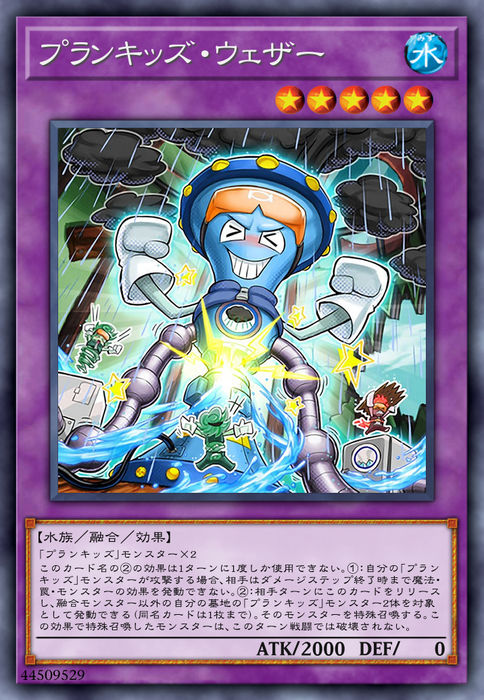 プランキッズ・ウェザー
みず
水
【水族/融合/効果】
「プランキッズ」モンスター×2
このカード名の②の効果は1ターンに1度しか使用できない。①:自分の「プラン
キッズ」モンスターが攻撃する場合、相手はダメージステップ終了時まで魔法・
罠・モンスターの効果を発動できない。②:相手ターンにこのカードをリリース
し、融合モンスター以外の自分の墓地の「プランキッズ」モンスター2体を対象
として発動できる(同名カードは1枚まで)。そのモンスターを特殊召喚する。こ
の効果で特殊召喚したモンスターは、このターン戦闘では破壊されない。
ATK/2000 DEF/ 0
44509529